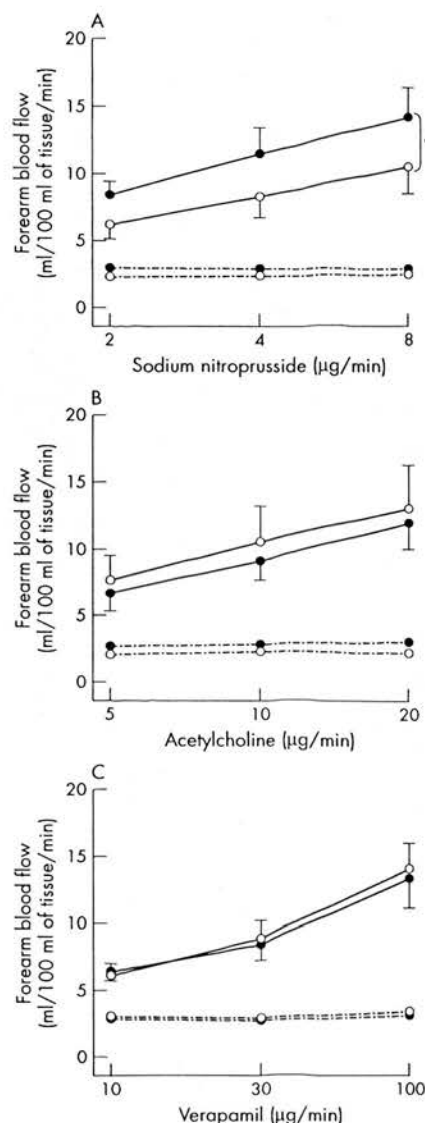 A
Forearm blood flow
(ml/100 ml of tissue/min)
20
15
10
5
0
2
4
8
Sodium nitroprusside (µg/min)
B
Forearm blood flow
(ml/100 ml of tissue/min)
20
15
10
5
0
5
10
20
Acetylcholine (µg/min)
C
Forearm blood flow
(ml/100 ml of tissue/min)
20
15
10
5
0
10
30
100
Verapamil (µg/min)